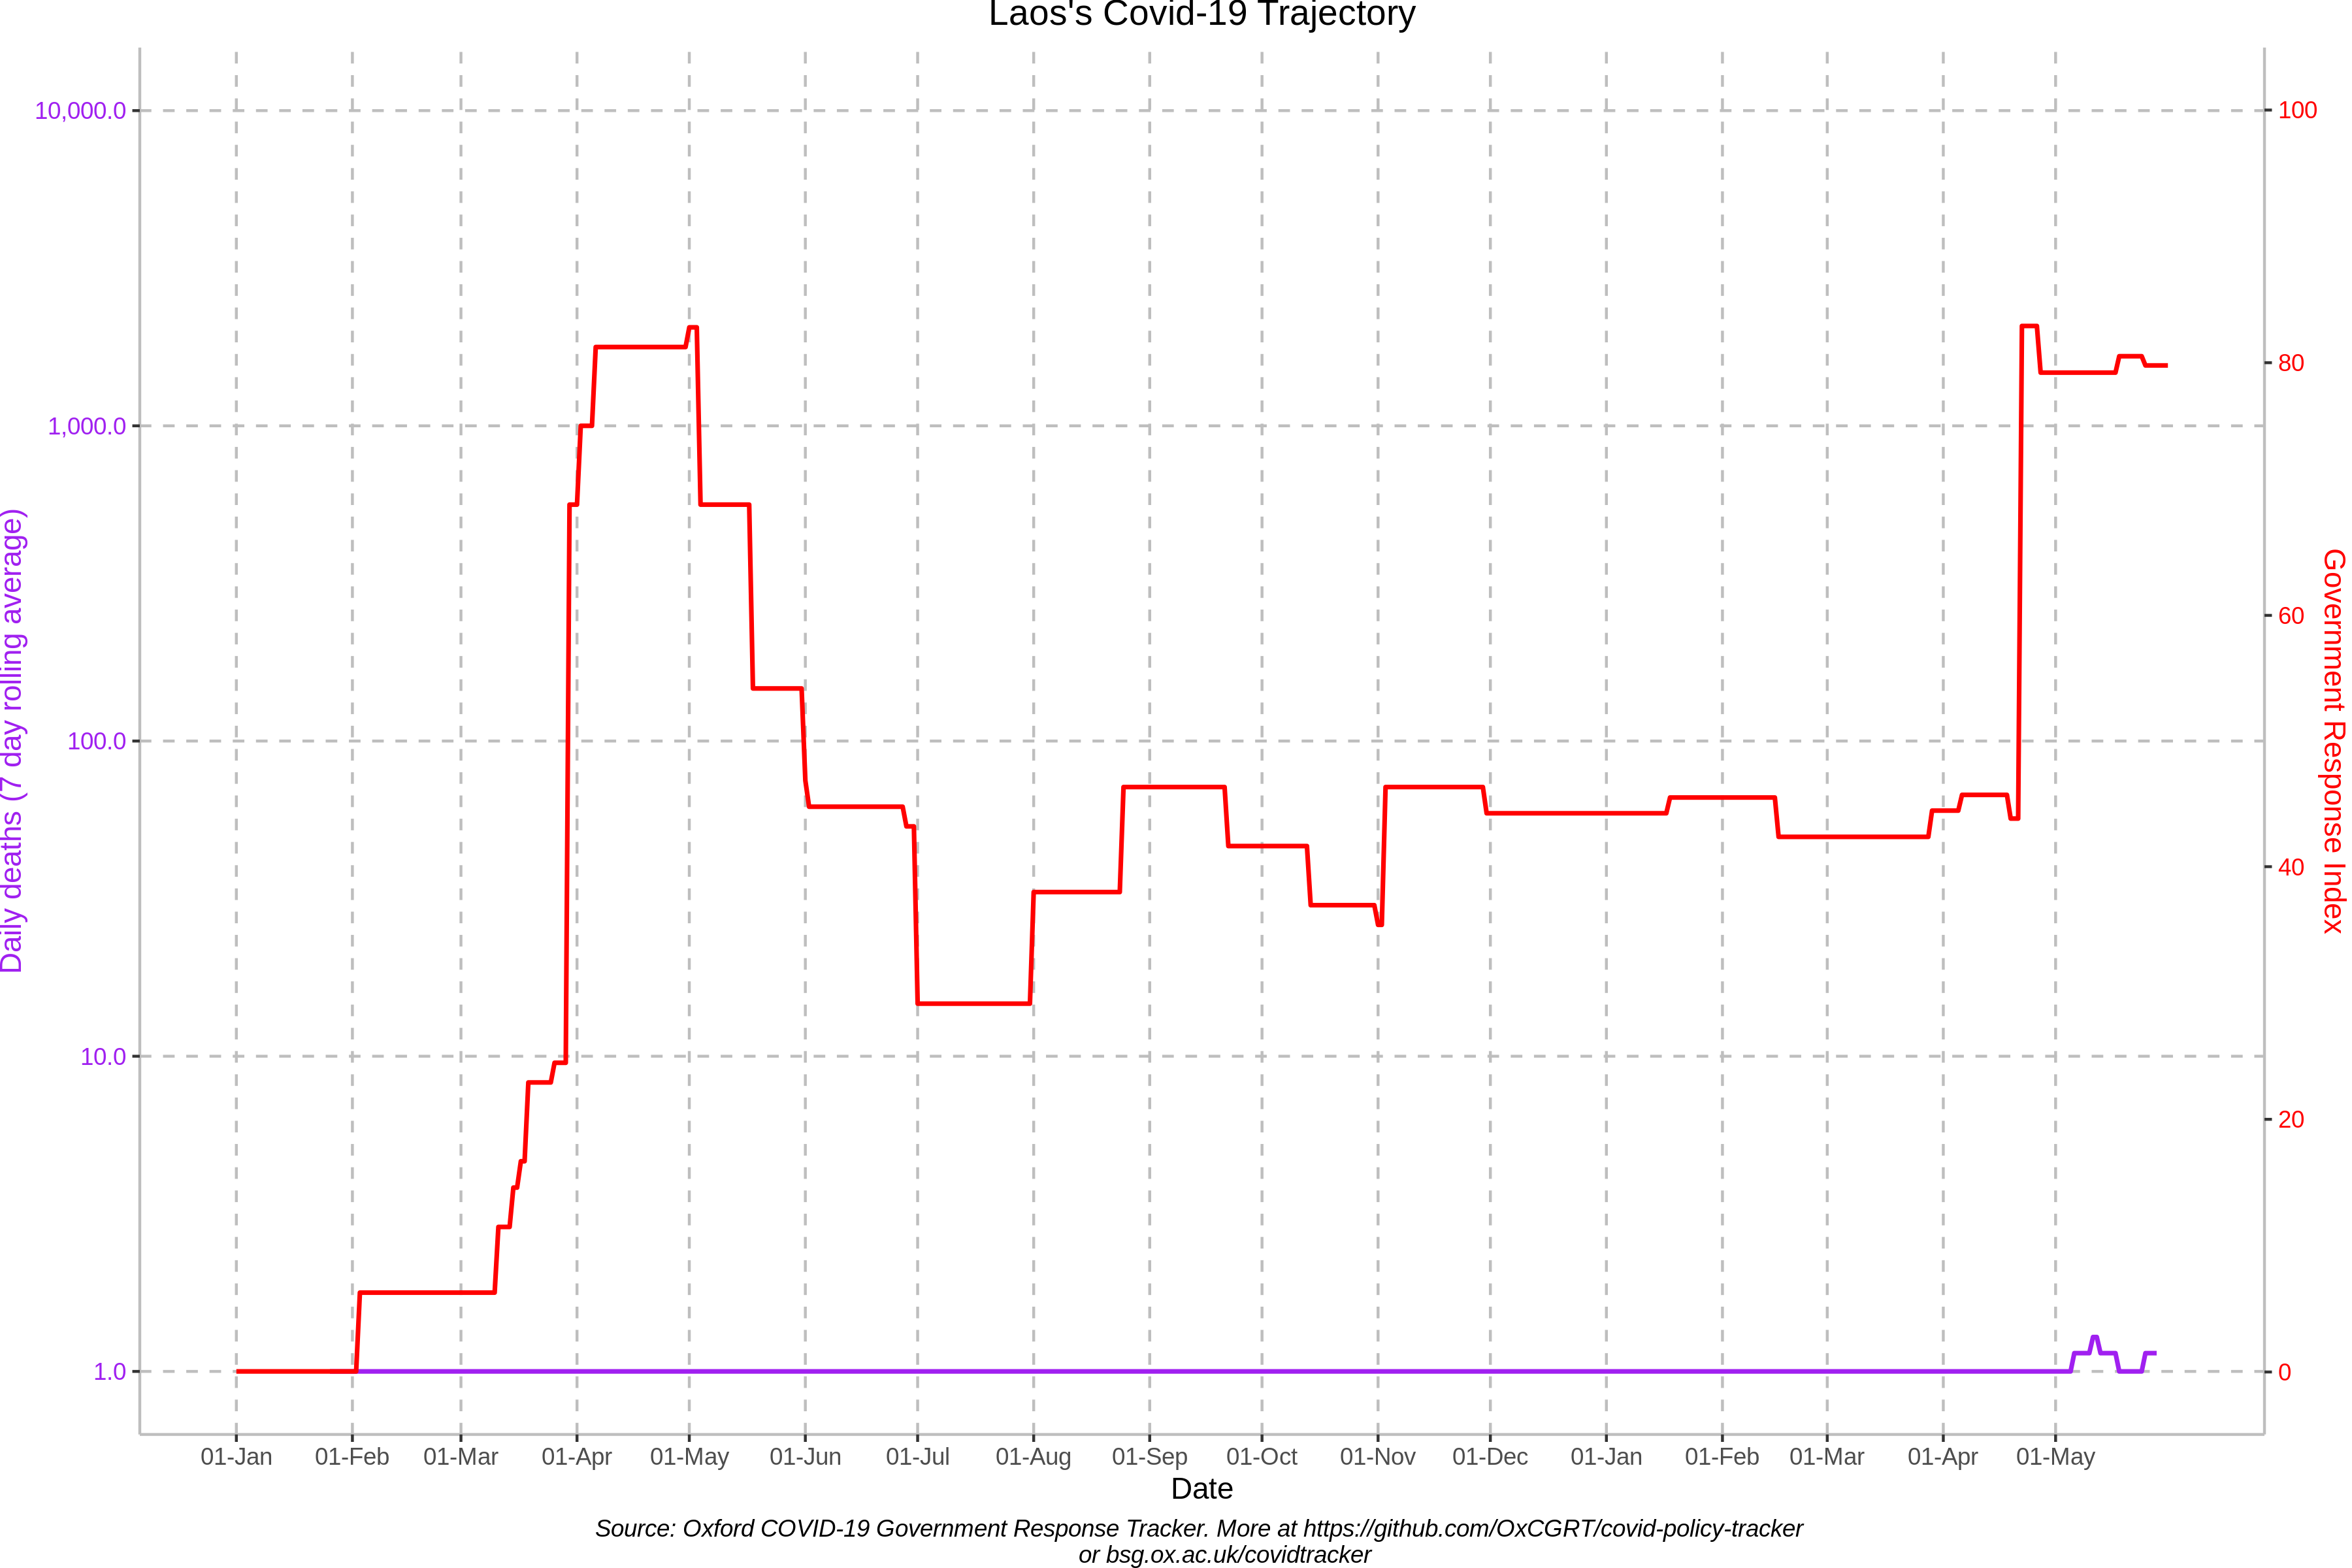 Laos's Covid-19 Trajectory
10,000.0
1,000.0
100.0
10.0
1.0
Daily deaths (7 day rolling average)
100
80
60
40
20
0
Government Response Index
01-Jan 01-Feb 01-Mar 01-Apr 01-May 01-Jun 01-Jul 01-Aug 01-Sep 01-Oct 01-Nov 01-Dec 01-Jan 01-Feb 01-Mar 01-Apr 01-May
Date
Source: Oxford COVID-19 Government Response Tracker. More at https://github.com/OxCGRT/covid-policy-tracker
or bsg.ox.ac.uk/covidtracker